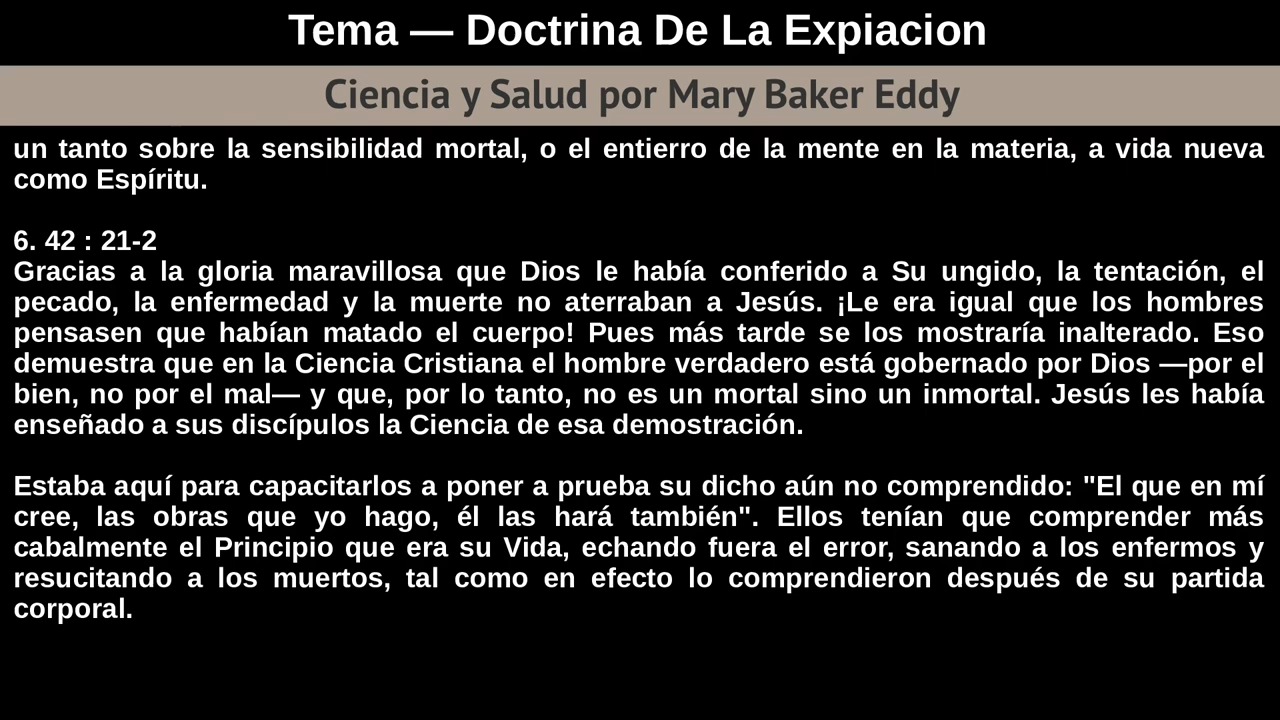 Tema — Doctrina De La Expiacion
Ciencia y Salud por Mary Baker Eddy
un tanto sobre la sensibilidad mortal, o el entierro de la mente en la materia, a vida nueva
como Espíritu.
6. 42 : 21-2
Gracias a la gloria maravillosa que Dios le había conferido a Su ungido, la tentación, el
pecado, la enfermedad y la muerte no aterraban a Jesús. ¡Le era igual que los hombres
pensasen que habían matado el cuerpo! Pues más tarde se los mostraría inalterado. Eso
demuestra que en la Ciencia Cristiana el hombre verdadero está gobernado por Dios —por el
bien, no por el mal— y que, por lo tanto, no es un mortal sino un inmortal. Jesús les había
enseñado a sus discípulos la Ciencia de esa demostración.
Estaba aquí para capacitarlos a poner a prueba su dicho aún no comprendido: "El que en mí
cree, las obras que yo hago, él las hará también". Ellos tenían que comprender más
cabalmente el Principio que era su Vida, echando fuera el error, sanando a los enfermos y
resucitando a los muertos, tal como en efecto lo comprendieron después de su partida
corporal.